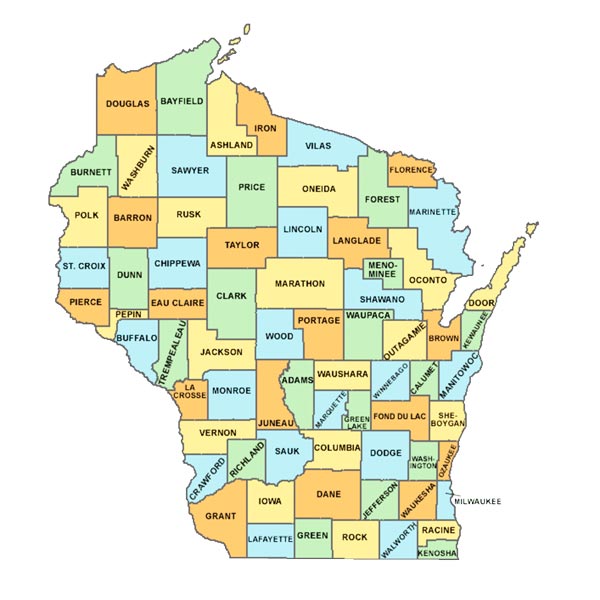 DOUGLAS
BAYFIELD
IRON
ASHLAND
VILAS
BURNETT
WASHBURN
SAWYER
PRICE
ONEIDA
FLORENCE
FOREST
MARINETTE
POLK
BARRON
RUSK
LINCOLN
LANGLADE
TAYLOR
ST. CROIX
DUNN
CHIPPEWA
MENO-
MINEE
OCONTO
MARATHON
CLARK
SHAWANO
DOOR
PIERCE
PEPIN
EAU CLAIRE
PORTAGE
WAUPACA
KEWAUNEE
BUFFALO
TREMPEALEAU
JACKSON
WOOD
OUTAGAMIE
BROWN
LA
CROSSE
MONROE
JUNEAU
ADAMS
WAUSHARA
WINNEBAGO
CALUMET
MANITOWOC
MARQUETTE
GREEN
LAKE
FOND DU LAC
SHE-
BOYGAN
VERNON
RICHLAND
SAUK
COLUMBIA
DODGE
WASH-
INGTON
OZAUKEE
CRAWFORD
GRANT
IOWA
DANE
JEFFERSON
WAUKESHA
MILWAUKEE
LAFAYETTE
GREEN
ROCK
WALWORTH
RACINE
KENOSHA